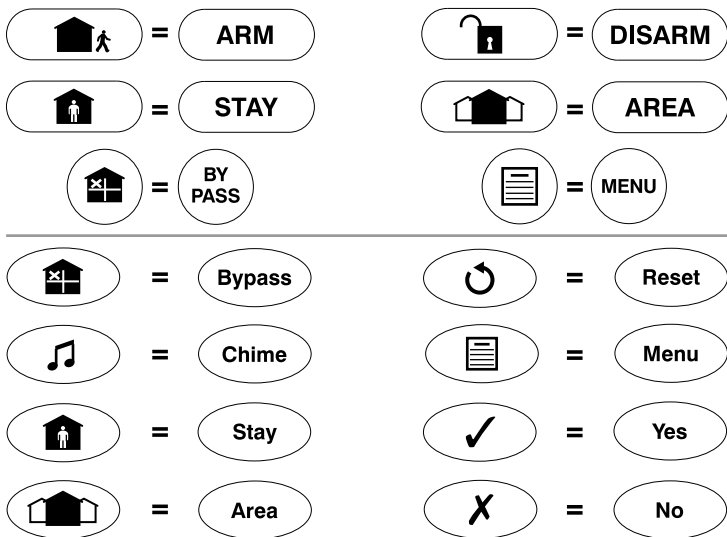 = ARM = DISARM
= STAY = AREA
= BY PASS = MENU
= Bypass = Reset
= Chime = Menu
= Stay = Yes
= Area = No